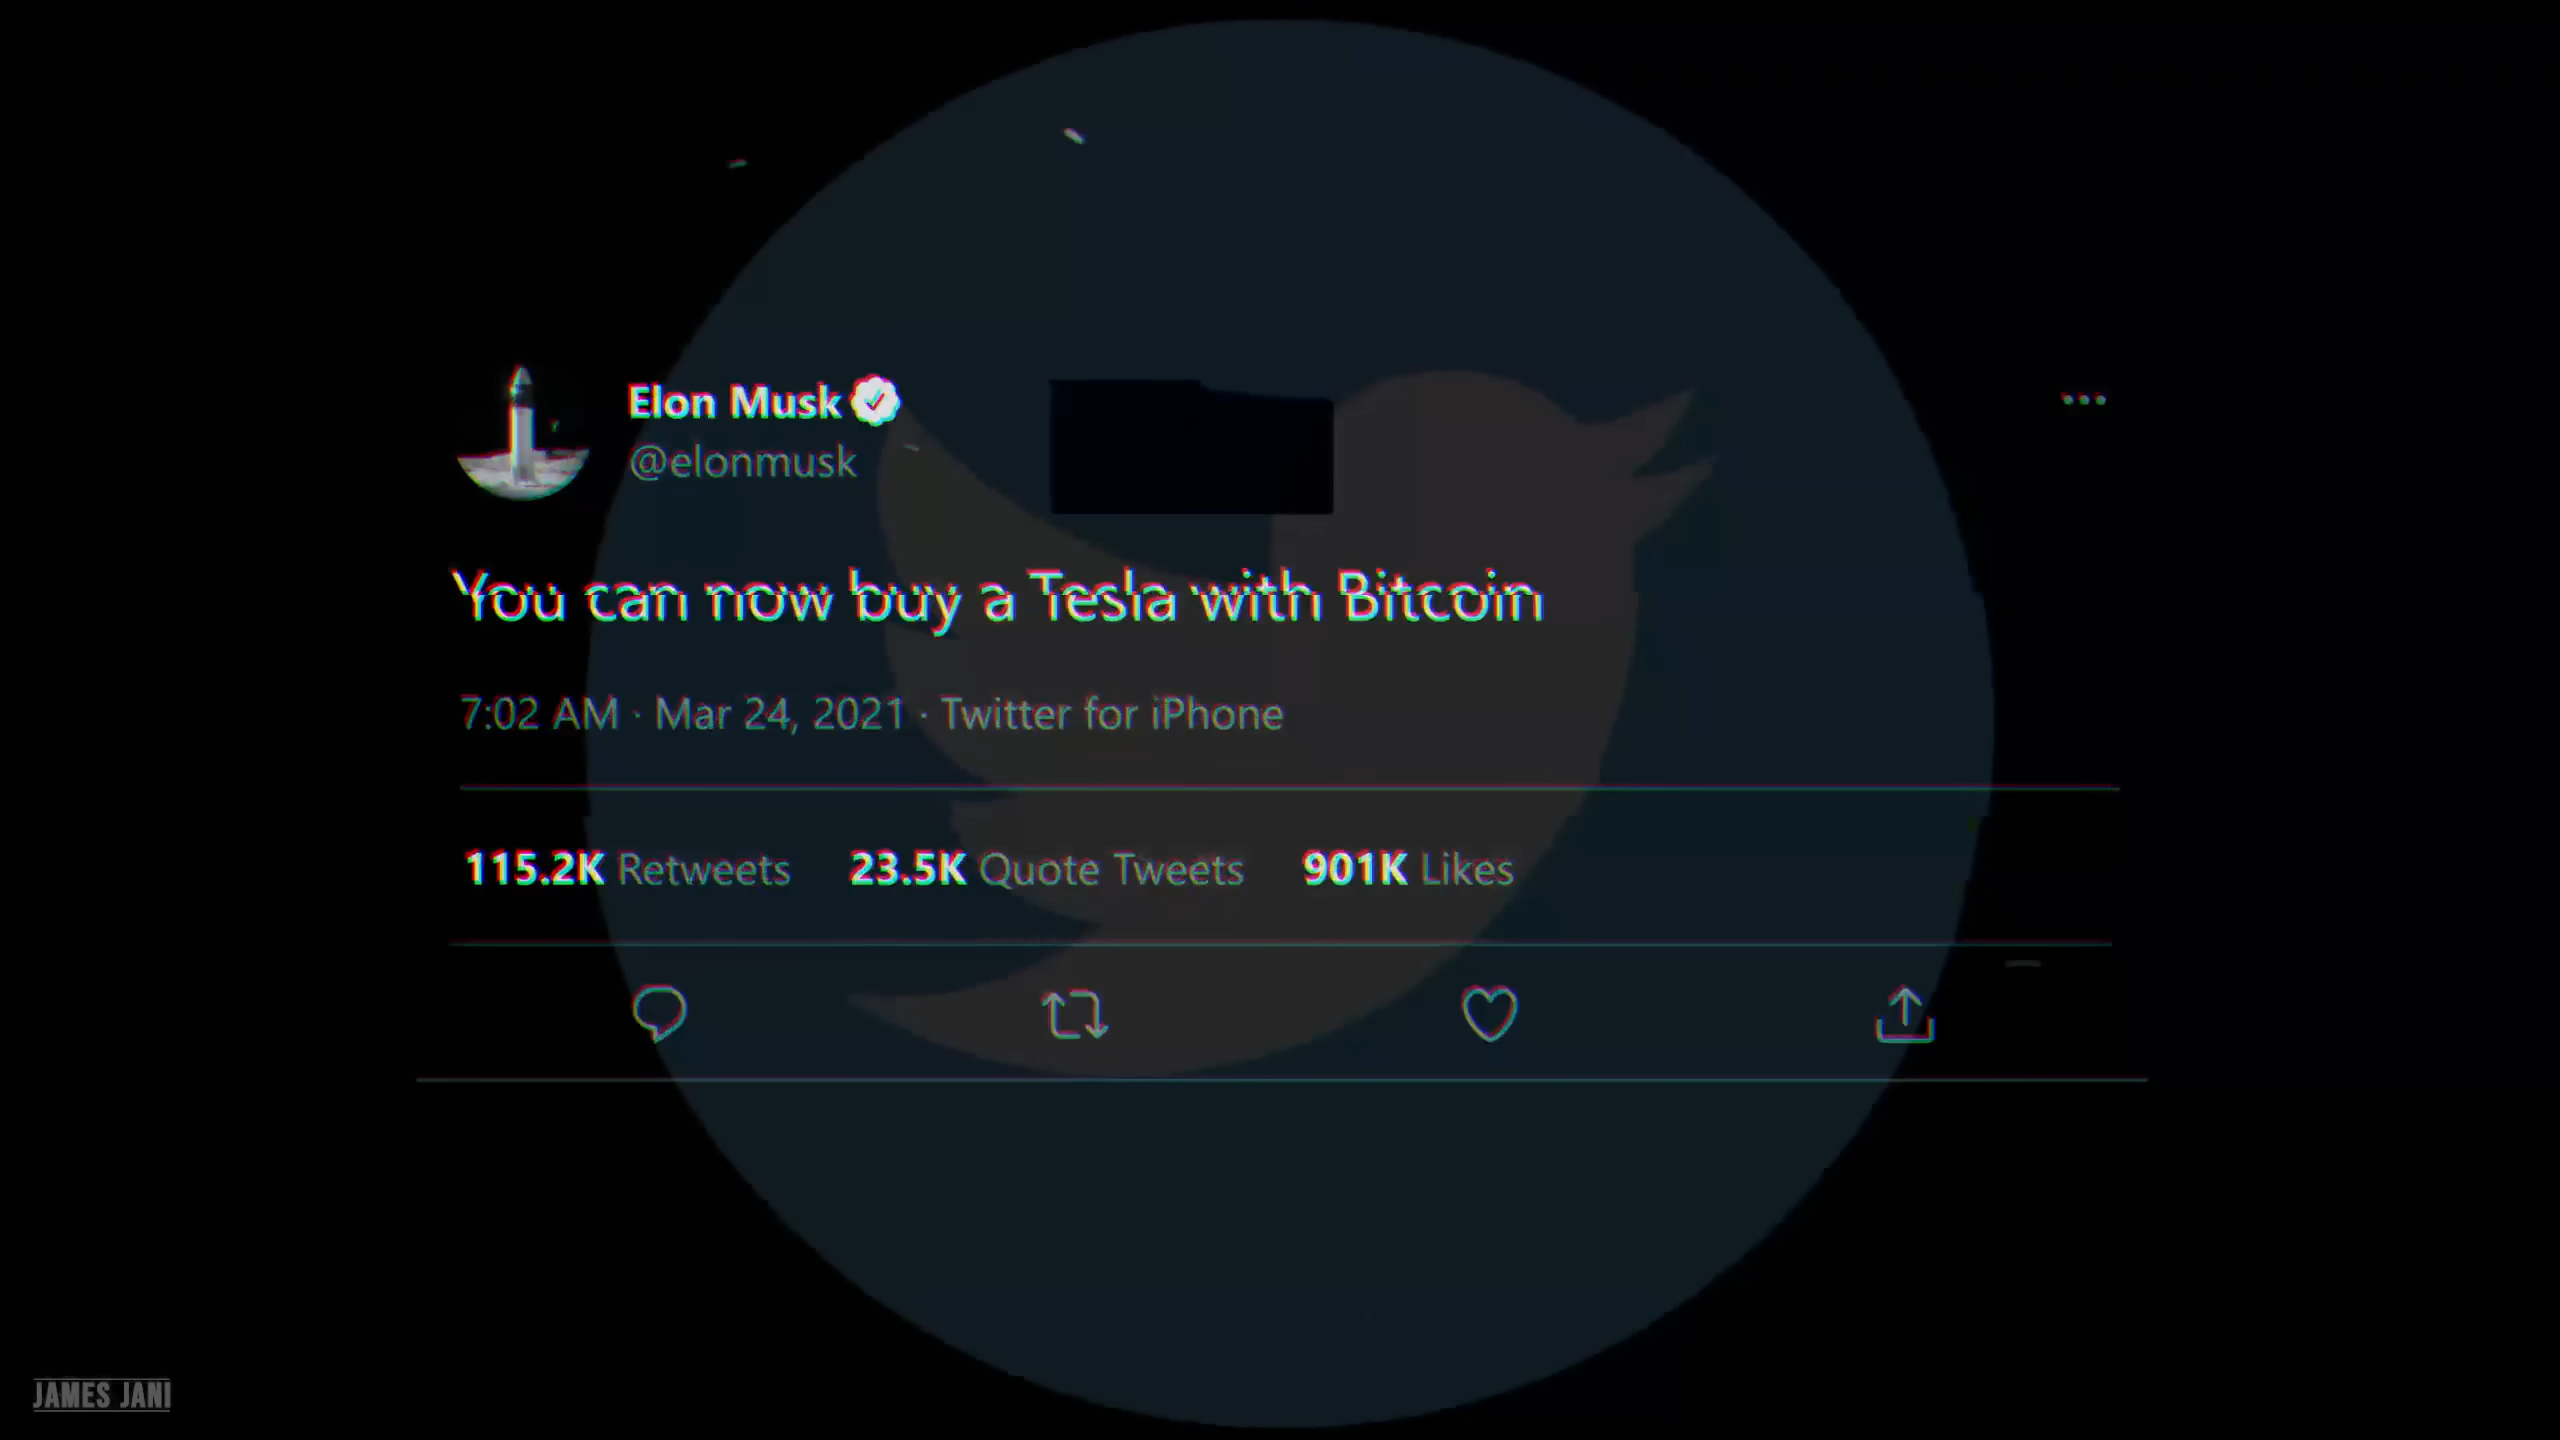 Elon Musk
@elonmusk
You can now buy a Tesla with Bitcoin
7:02 AM · Mar 24, 2021 · Twitter for iPhone
115.2K Retweets 23.5K Quote Tweets 901K Likes
JAMES JANI